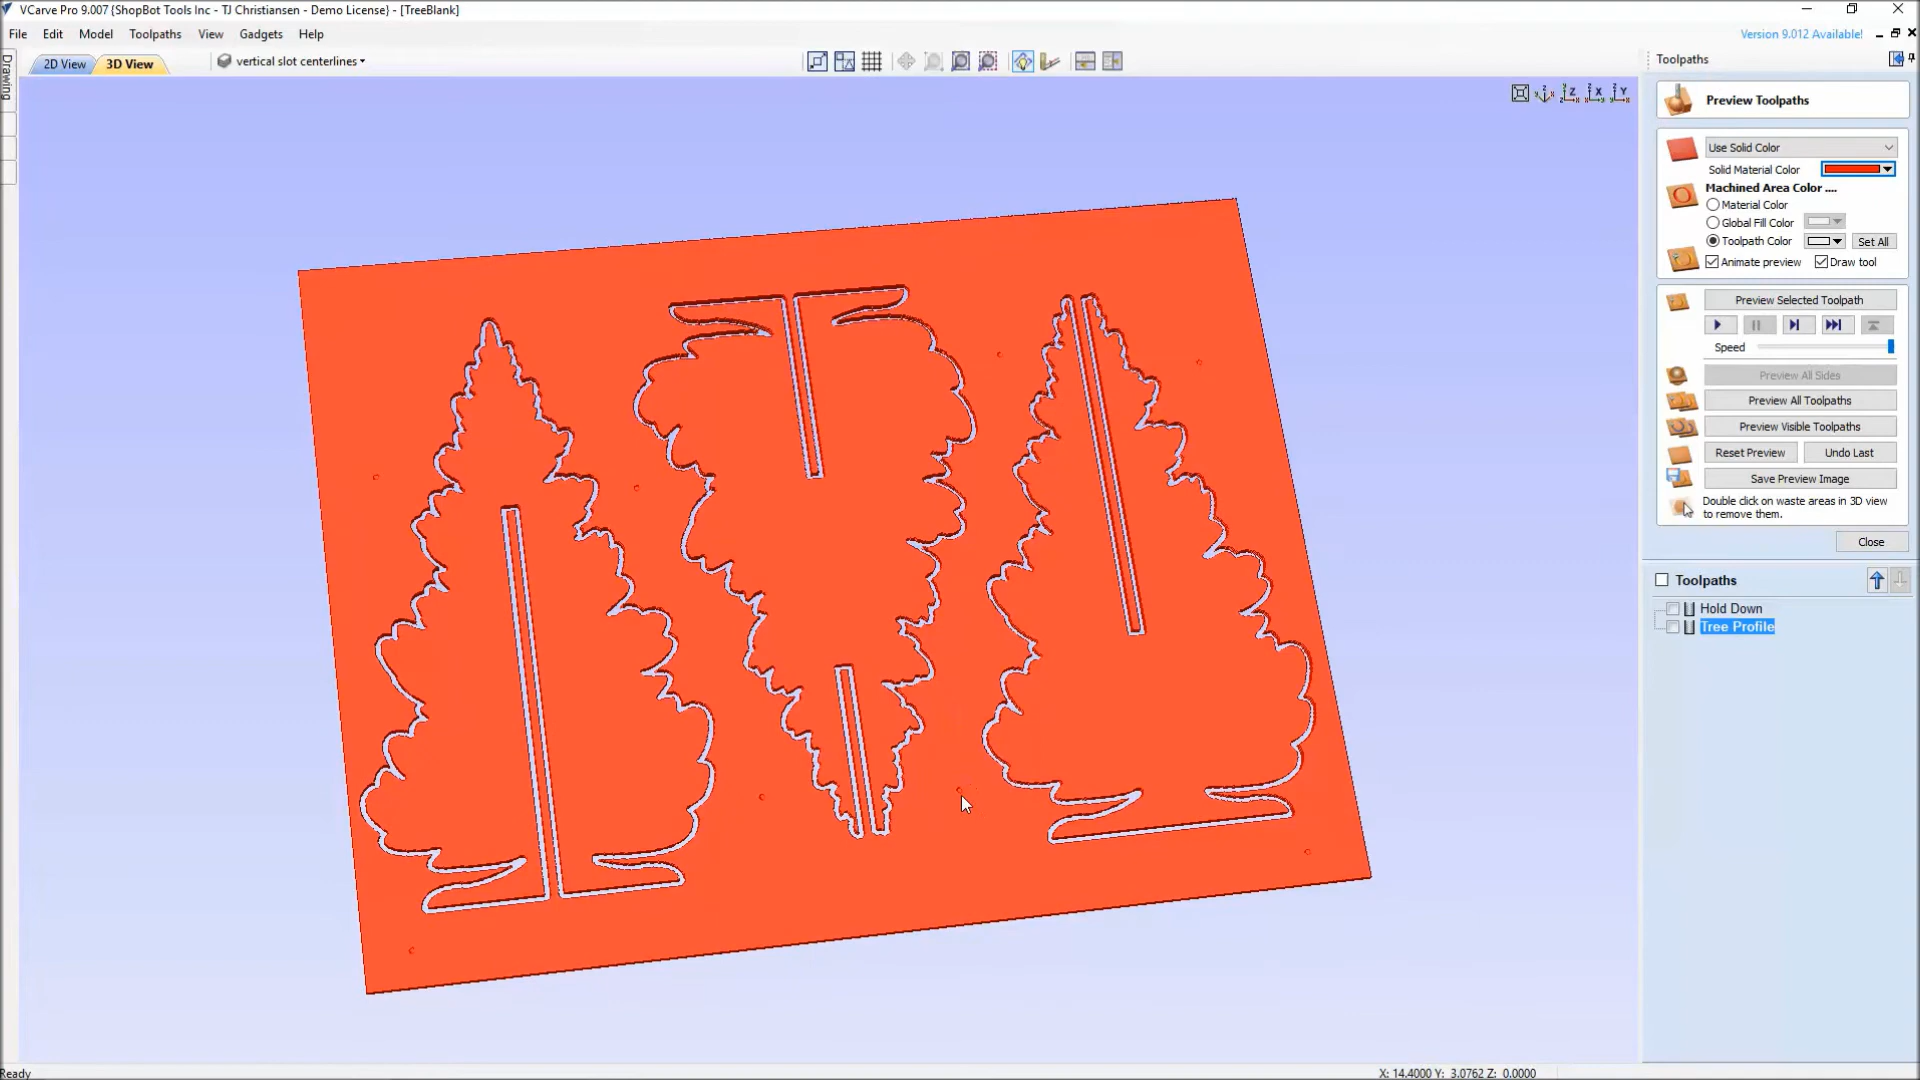 VCarve Pro 9.007 {ShopBot Tools Inc - TJ Christiansen - Demo License} - [TreeBlank]
File Edit Model Toolpaths View Gadgets Help
Version 9.012 Available!
Drawing
2D View 3D View vertical slot centerlines
Toolpaths
Z X Y
Preview Toolpaths
Use Solid Color
Solid Material Color
Machined Area Color ....
Material Color
Global Fill Color
Toolpath Color Set All
Animate preview Draw tool
Preview Selected Toolpath
Speed
Preview All Sides
Preview All Toolpaths
Preview Visible Toolpaths
Reset Preview Undo Last
Save Preview Image
Double click on waste areas in 3D view
to remove them.
Close
Toolpaths
Hold Down
Tree Profile
Ready
X: 14.4000 Y: 3.0762 Z: 0.0000